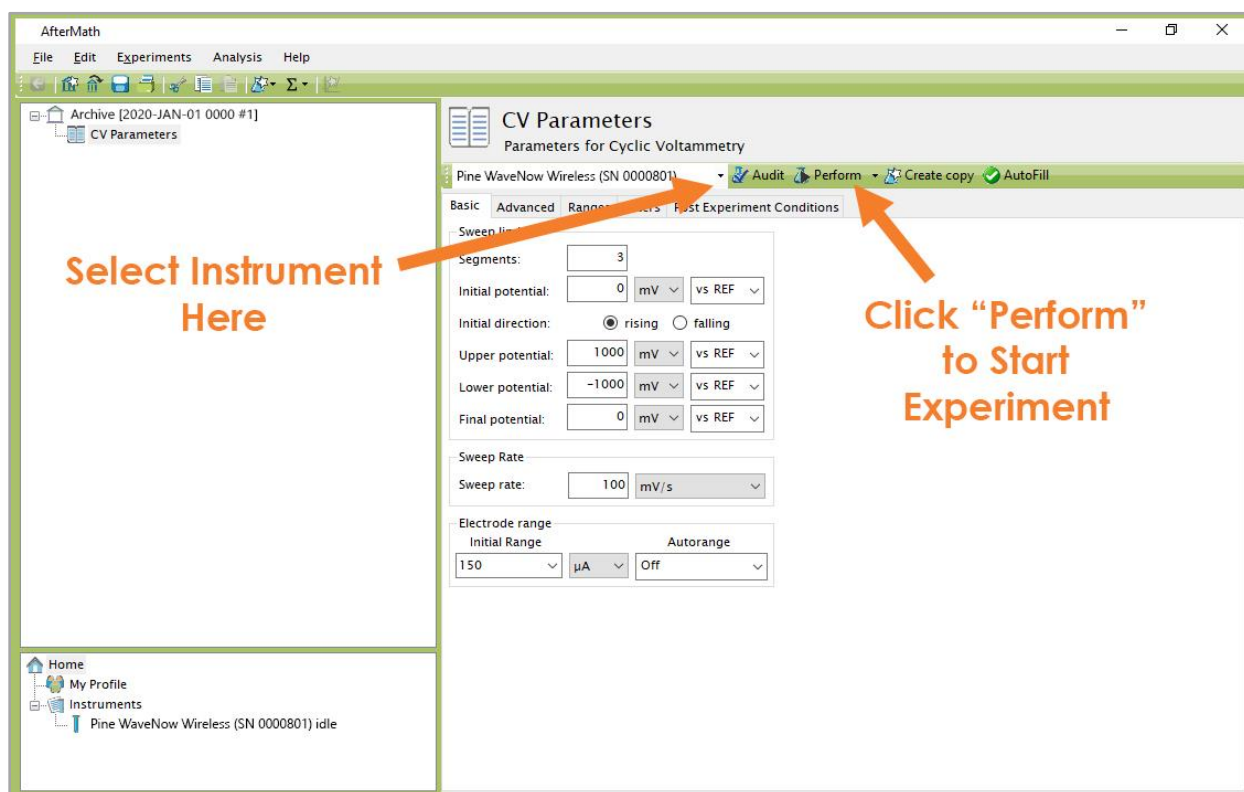 AfterMath
File Edit Experiments Analysis Help
Σ
Archive [2020-JAN-01 0000 #1]
CV Parameters
CV Parameters
Parameters for Cyclic Voltammetry
Pine WaveNow Wireless (SN 0000801) Audit Perform Create copy AutoFill
Basic Advanced Post Experiment Conditions
Select Instrument
Here
Click “Perform”
to Start
Experiment
Segments: 3
Initial potential: 0 mV vs REF
Initial direction: rising falling
Upper potential: 1000 mV vs REF
Lower potential: -1000 mV vs REF
Final potential: 0 mV vs REF
Sweep Rate
Sweep rate: 100 mV/s
Electrode range
Initial Range Autorange
150 µA Off
Home
My Profile
Instruments
Pine WaveNow Wireless (SN 0000801) idle